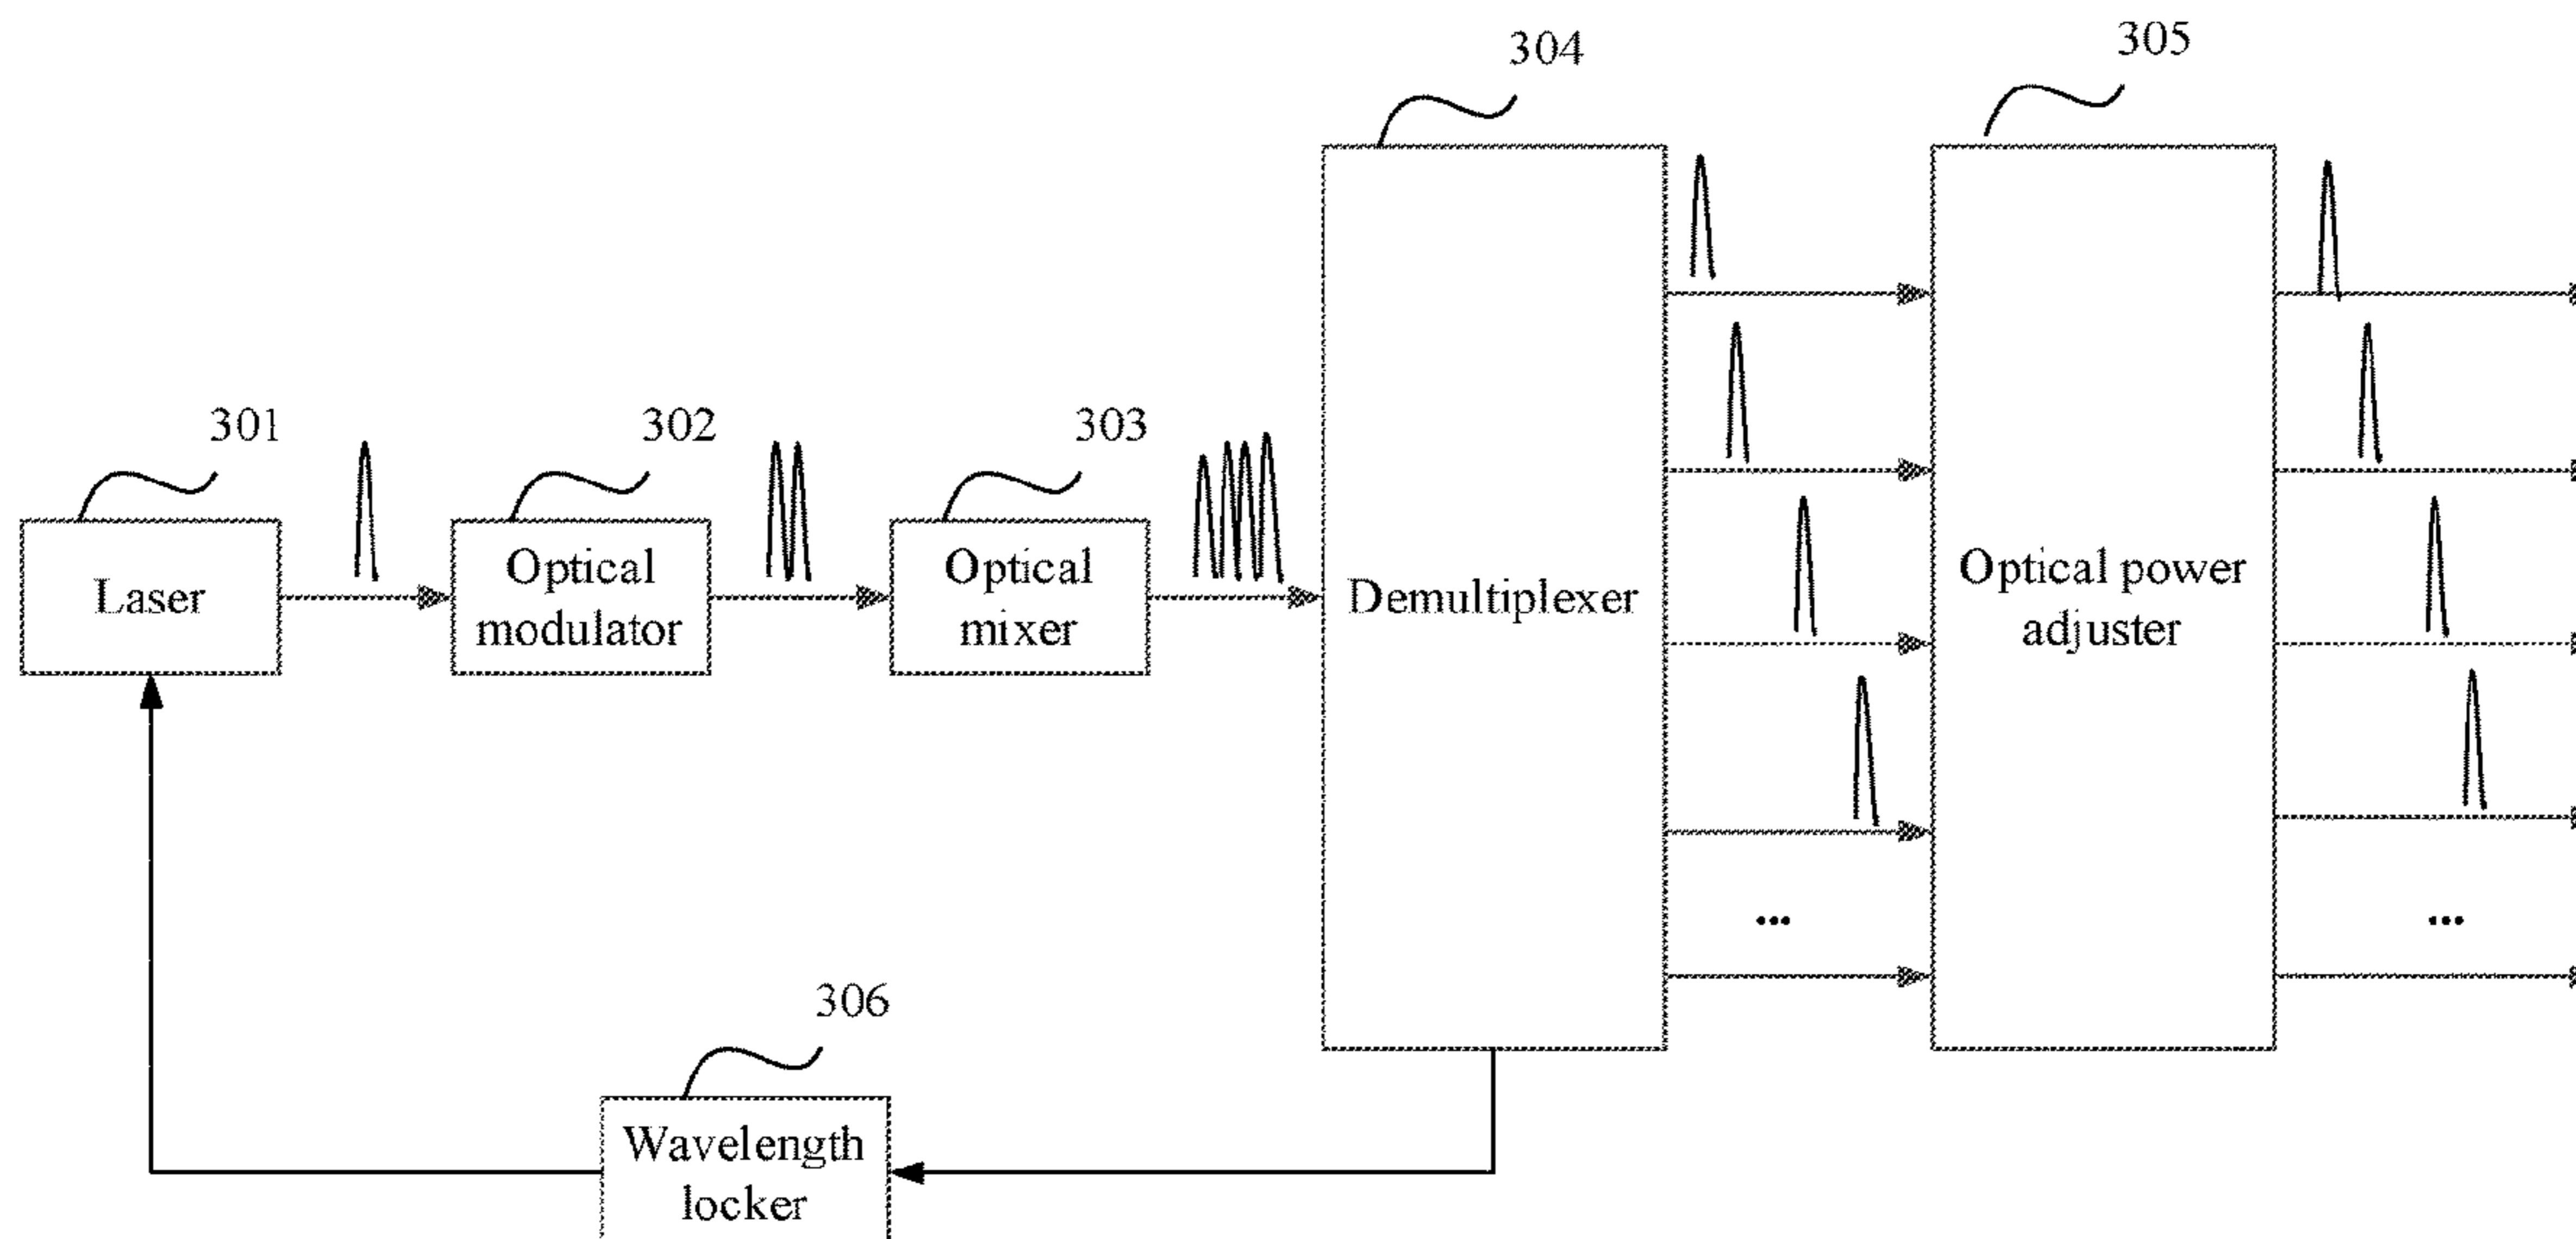 304
305
301
302
303
Laser
Optical
modulator
Optical
mixer
Demultiplexer
Optical power
adjuster
...
...
306
Wavelength
locker